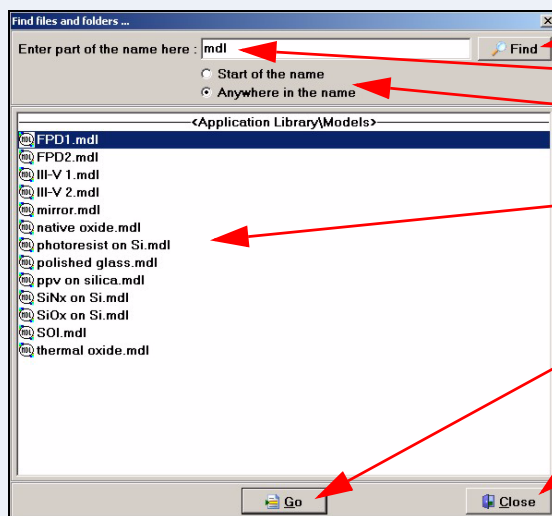 Find files and folders ...
Enter part of the name here : mdl Find
Start of the name
Anywhere in the name
<Application Library\Models>
FPD1.mdl
FPD2.mdl
III-V 1.mdl
III-V 2.mdl
mirror.mdl
native oxide.mdl
photoresist on Si.mdl
polished glass.mdl
ppv on silica.mdl
SiNx on Si.mdl
SiOx on Si.mdl
SOI.mdl
thermal oxide.mdl
Go Close